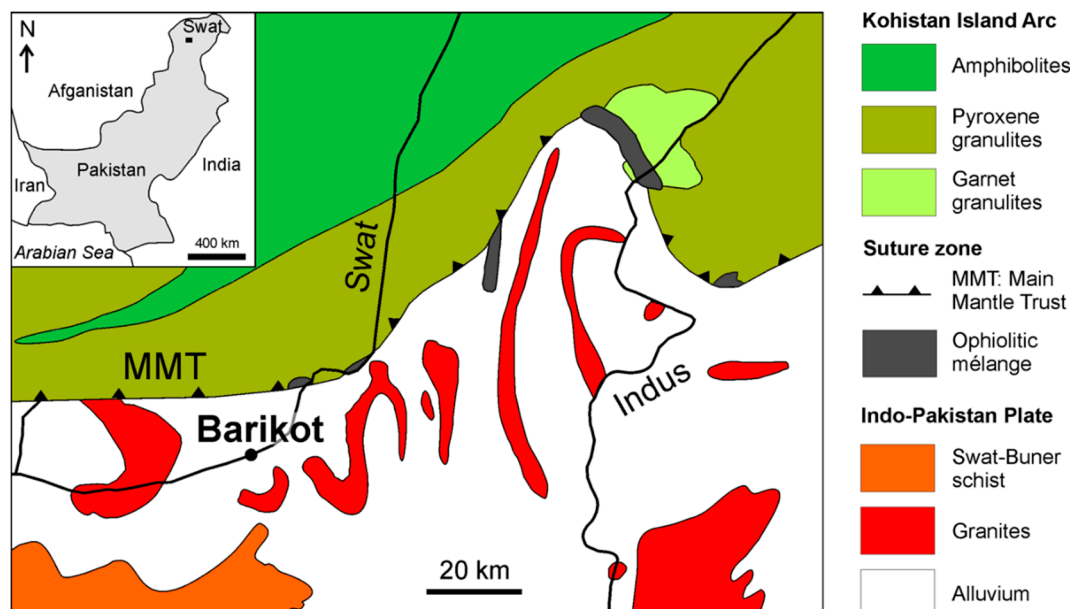 N
Swat
Afganistan
Pakistan
India
Iran
Arabian Sea
400 km
Swat
MMT
Barikot
Indus
20 km
Kohistan Island Arc
Amphibolites
Pyroxene
granulites
Garnet
granulites
Suture zone
MMT: Main
Mantle Trust
Ophiolitic
mélange
Indo-Pakistan Plate
Swat-Buner
schist
Granites
Alluvium